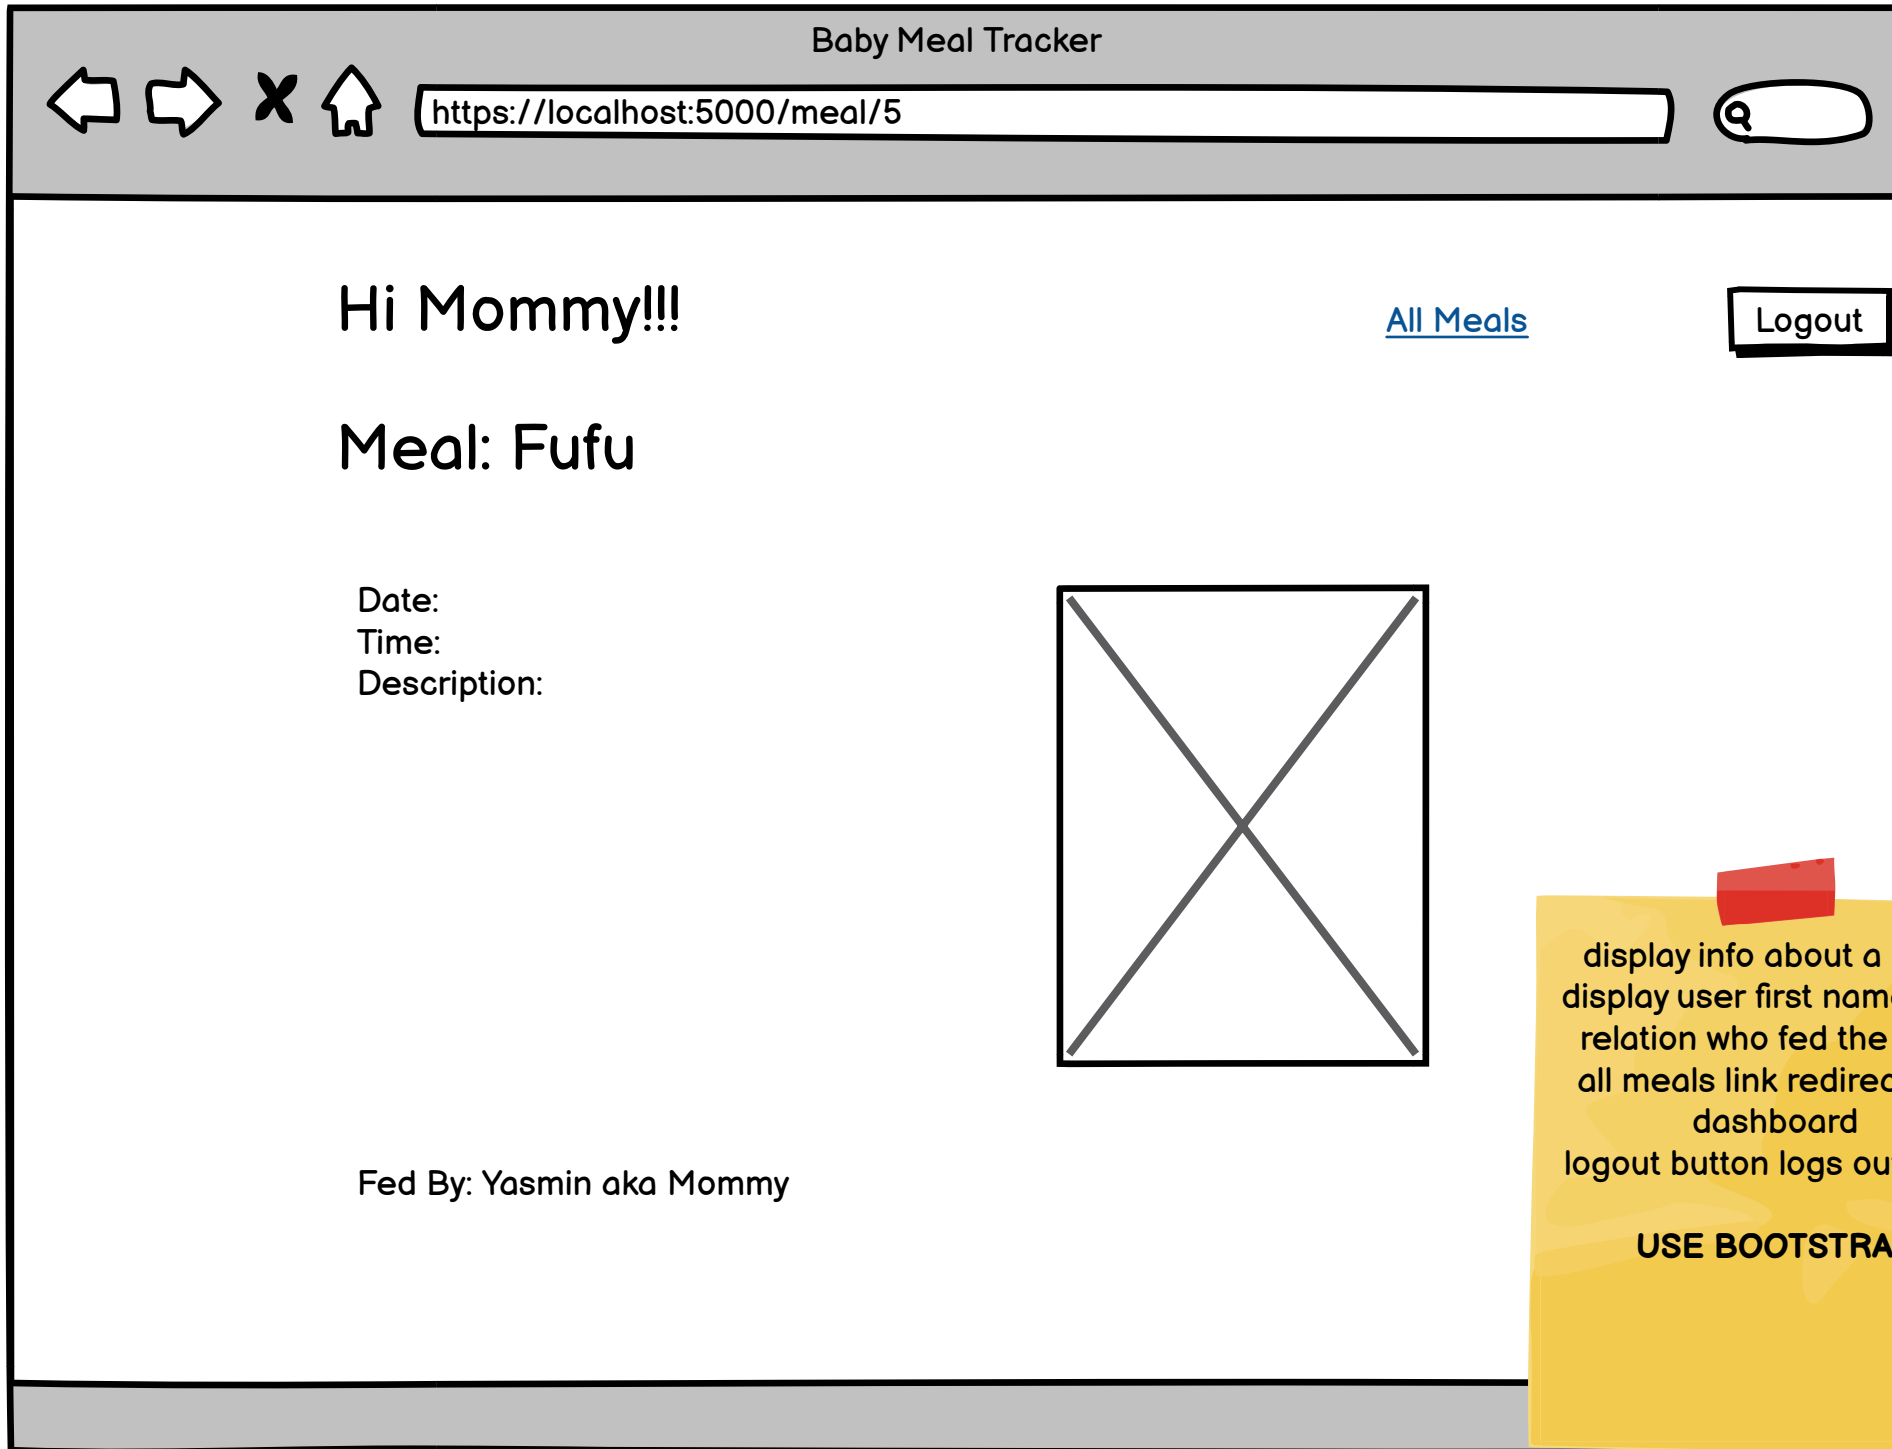 Baby Meal Tracker
https://localhost:5000/meal/5
Hi Mommy!!!
All Meals
Logout
Meal: Fufu
Date:
Time:
Description:
Fed By: Yasmin aka Mommy
display info about a
display user first nam
relation who fed the
all meals link redirec
dashboard
logout button logs ou
USE BOOTSTRA